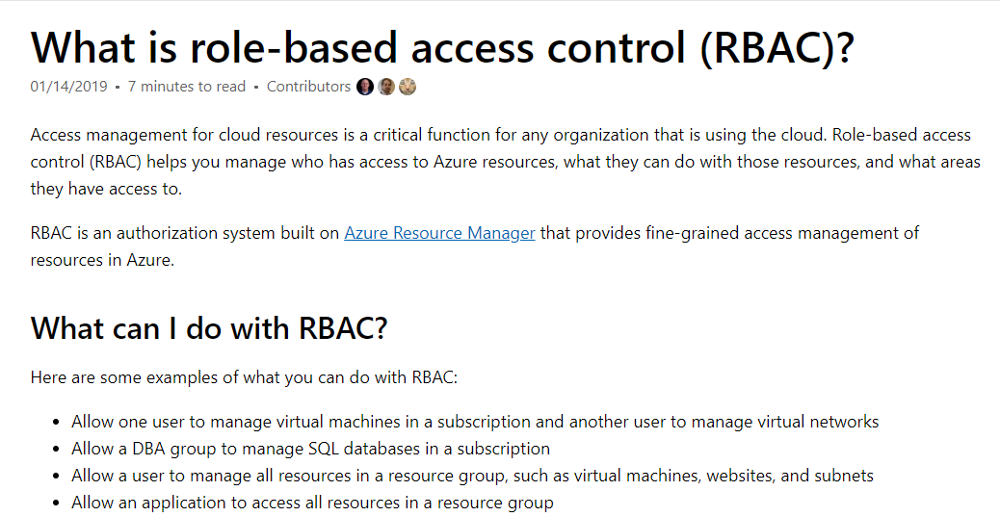 What is role-based access control (RBAC)?
01/14/2019 • 7 minutes to read • Contributors
Access management for cloud resources is a critical function for any organization that is using the cloud. Role-based access
control (RBAC) helps you manage who has access to Azure resources, what they can do with those resources, and what areas
they have access to.
RBAC is an authorization system built on Azure Resource Manager that provides fine-grained access management of
resources in Azure.
What can I do with RBAC?
Here are some examples of what you can do with RBAC:
• Allow one user to manage virtual machines in a subscription and another user to manage virtual networks
• Allow a DBA group to manage SQL databases in a subscription
• Allow a user to manage all resources in a resource group, such as virtual machines, websites, and subnets
• Allow an application to access all resources in a resource group